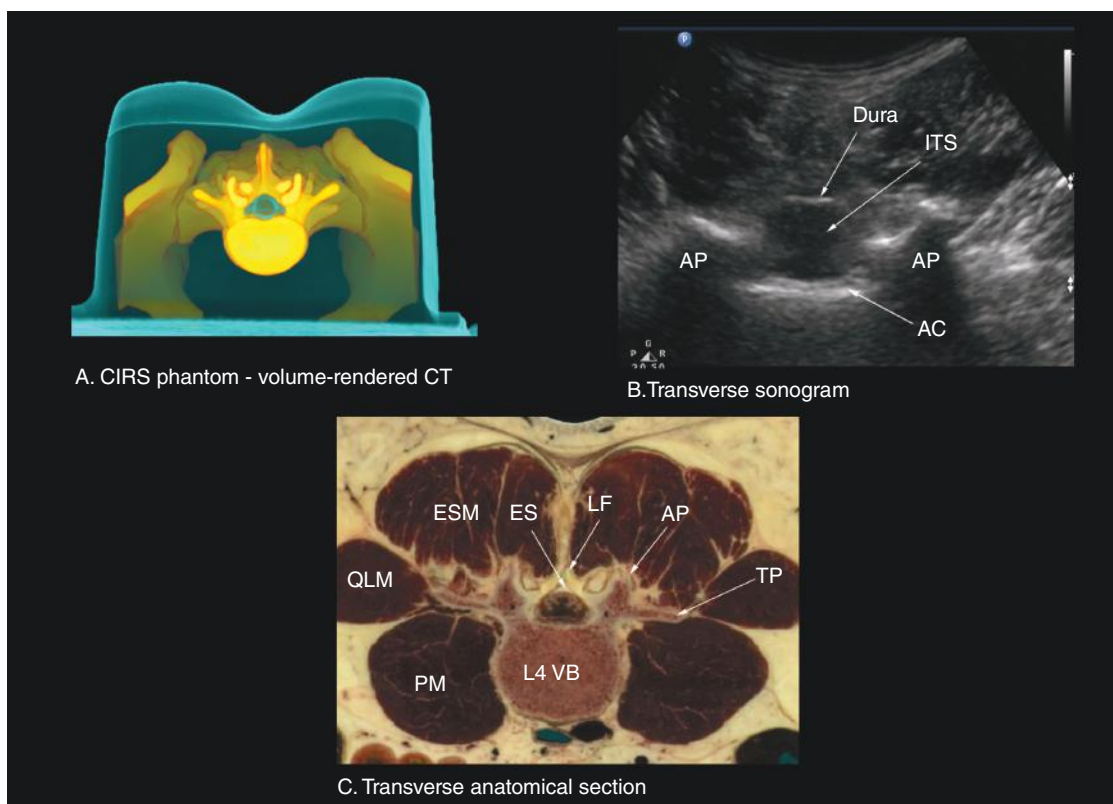 P
Dura
ITS
AP
AP
AC
G
P R
A. CIRS phantom - volume-rendered CT
B.Transverse sonogram
ESM
ES
LF
AP
QLM
TP
PM
L4 VB
C. Transverse anatomical section